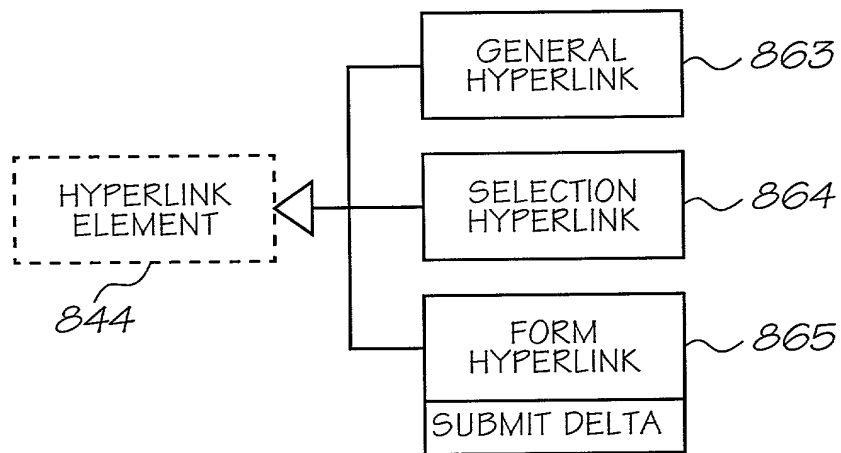 GENERAL
HYPERLINK
863
HYPERLINK
ELEMENT
844
SELECTION
HYPERLINK
864
FORM
HYPERLINK
865
SUBMIT DELTA